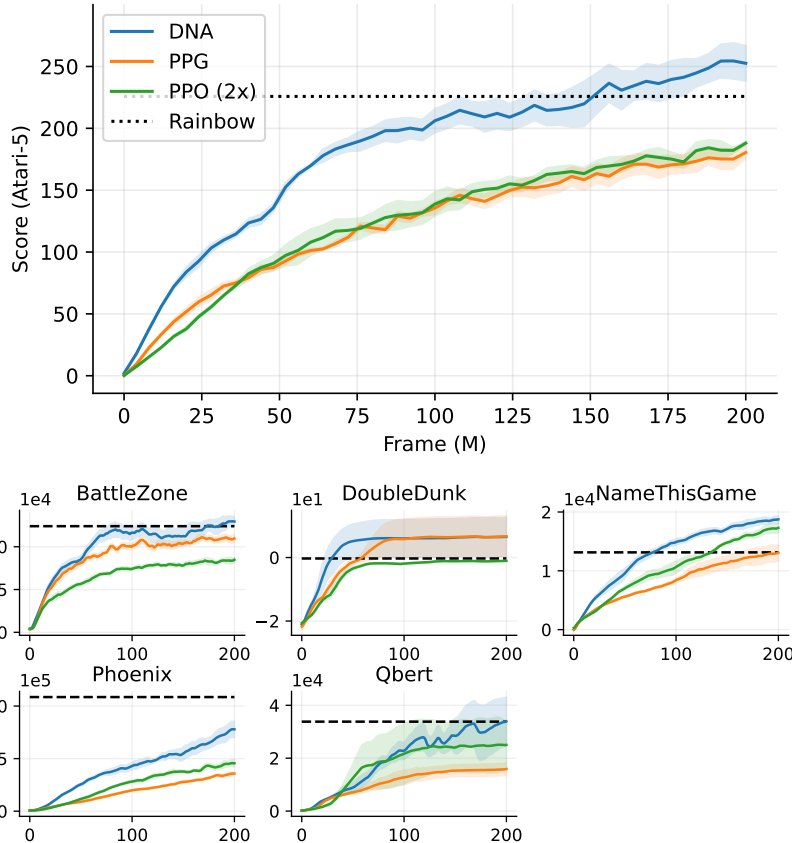 DNA
PPG
PPO (2x)
Rainbow
250
200
150
100
50
0
Score (Atari-5)
0 25 50 75 100 125 150 175 200
Frame (M)
1e4 BattleZone
0 100 200
1e1 DoubleDunk
0
−2
0 100 200
1e4 NameThisGame
2
1
0
0 100 200
1e5 Phoenix
0 100 200
1e4 Qbert
4
2
0
0 100 200